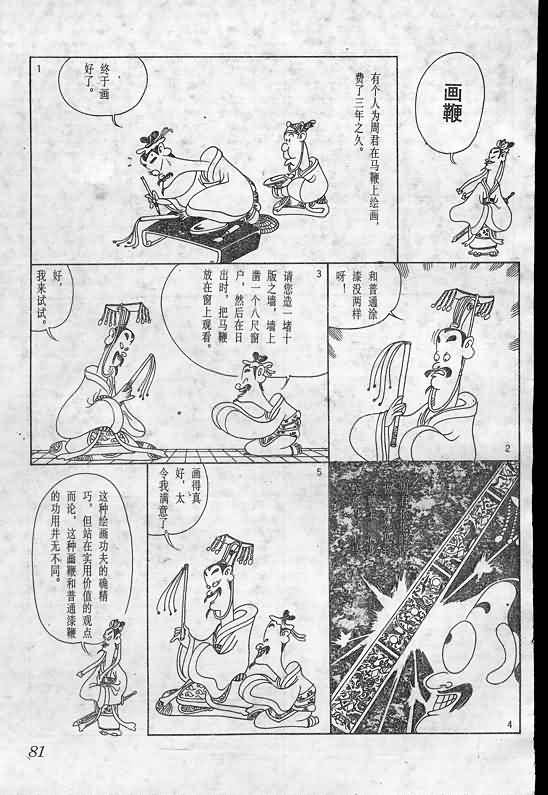 画鞭
有个人为周君在马鞭上绘画，
费了三年之久。
1
终于画
好了。
和普通涂
漆没两样
呀！
2
3
请您造一堵十
版之墙，墙上
凿一个八尺窗
户，然后在日
出时，把马鞭
放在窗上观看。
好，
我来试试。
4
5
画得真
好，太
令我满意了。
这种绘画功夫的确精
巧，但站在实用价值的观点
而论，这种画鞭和普通漆鞭
的功用并无不同。
81